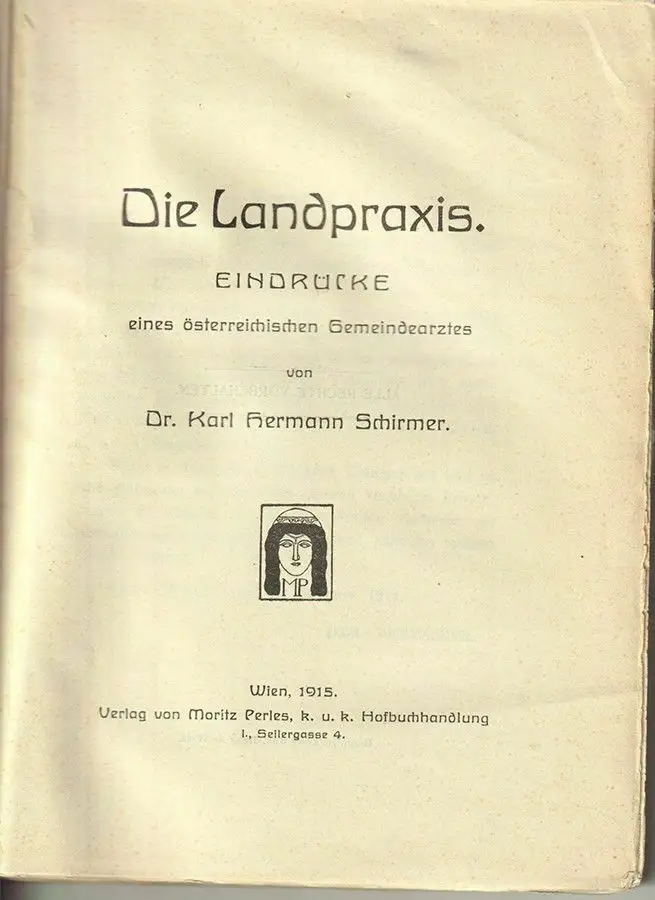 Die Landpraxis.
EINDRÜCKE
eines österreichischen Gemeindearztes
von
Dr. Karl Hermann Schirmer.
MP
Wien, 1915.
Verlag von Moritz Perles, k. u. k. Hofbuchhandlung
I., Seilergasse 4.